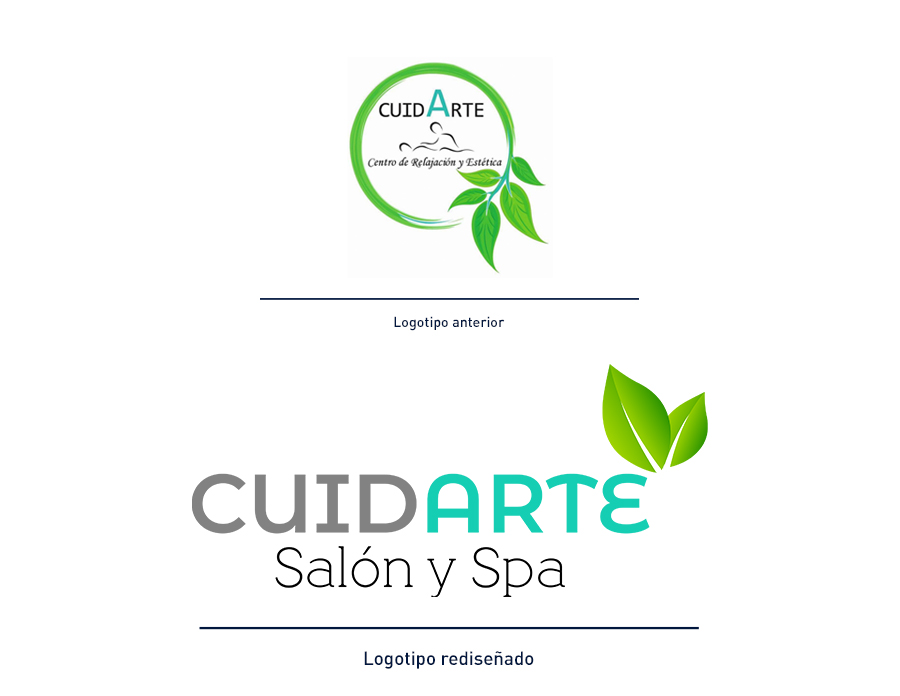 CUIDARTE
Centro de Relajación y Estética
Logotipo anterior
CUIDARTE
Salón y Spa
Logotipo rediseñado